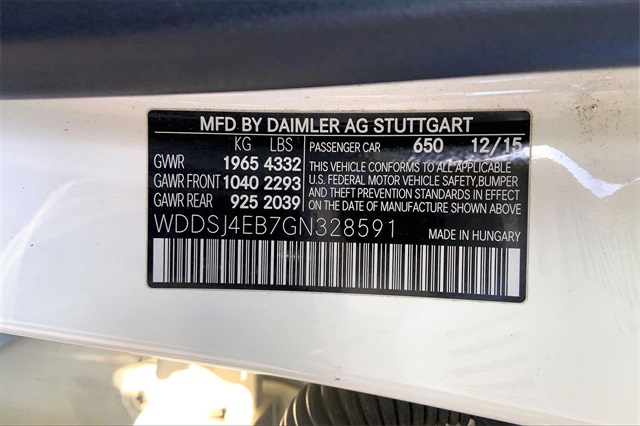 MFD BY DAIMLER AG STUTTGART
KG LBS PASSENGER CAR 650 12/15
GVWR 1965 4332
GAWR FRONT 1040 2293
GAWR REAR 925 2039
THIS VEHICLE CONFORMS TO ALL APPLICABLE
U.S. FEDERAL MOTOR VEHICLE SAFETY, BUMPER
AND THEFT PREVENTION STANDARDS IN EFFECT
ON THE DATE OF MANUFACTURE SHOWN ABOVE.
WDDSJ4EB7GN328591 MADE IN HUNGARY